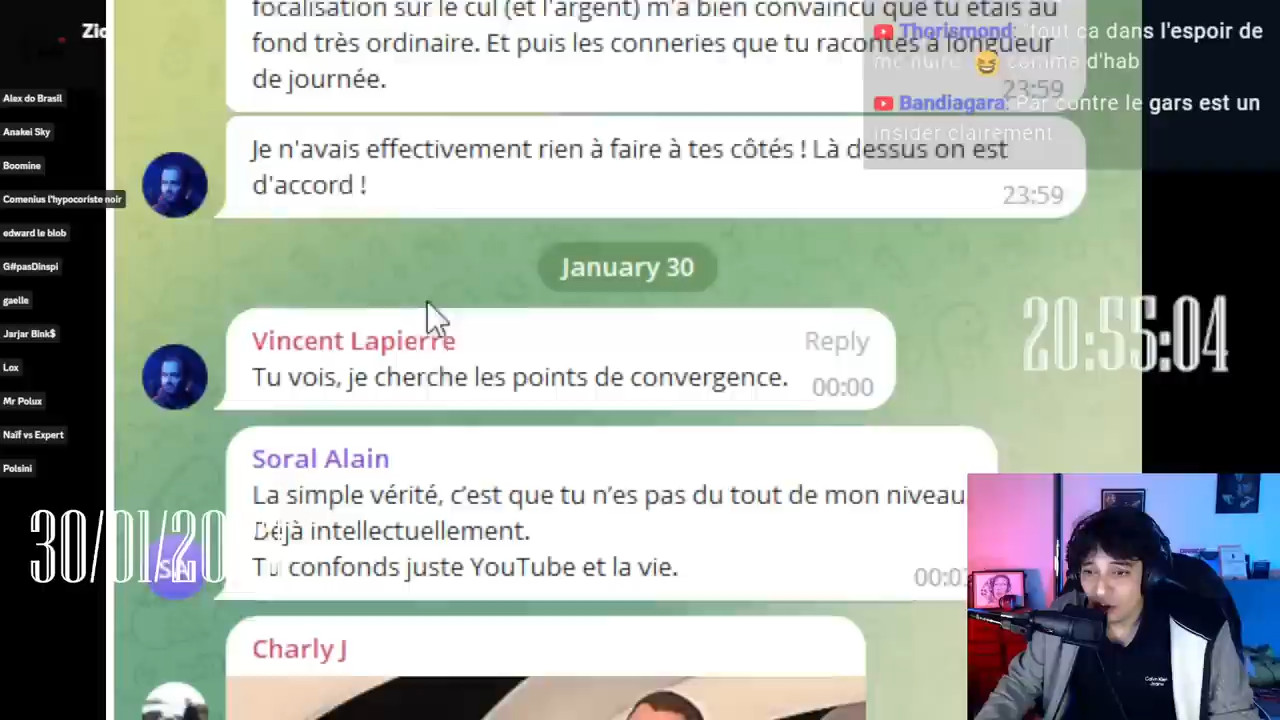 focalisation sur le cul (et l'argent) m'a bien convaincu que tu étais au
fond très ordinaire. Et puis les conneries que tu racontes à longueur
de journée.
23:59
Je n'avais effectivement rien à faire à tes côtés ! Là dessus on est
d'accord !
23:59
January 30
Vincent Lapierre
Reply
Tu vois, je cherche les points de convergence.
00:00
Soral Alain
La simple vérité, c'est que tu n'es pas du tout de mon niveau.
Déjà intellectuellement.
Tu confonds juste YouTube et la vie.
SA
Charly J
Thorismond: tout ca dans l'espoir de
me nuire 😆 comme d'hab
Bandiagara: Par contre le gars est un
insider clairement
20:55:04
30/01/20
Alex do Brasil
Anakei Sky
Boomine
Comenius l'hypocoriste noir
edward le blob
G#pasDInspi
gaelle
Jarjar Bink$
Lox
Mr Polux
Naïf vs Expert
Polsini